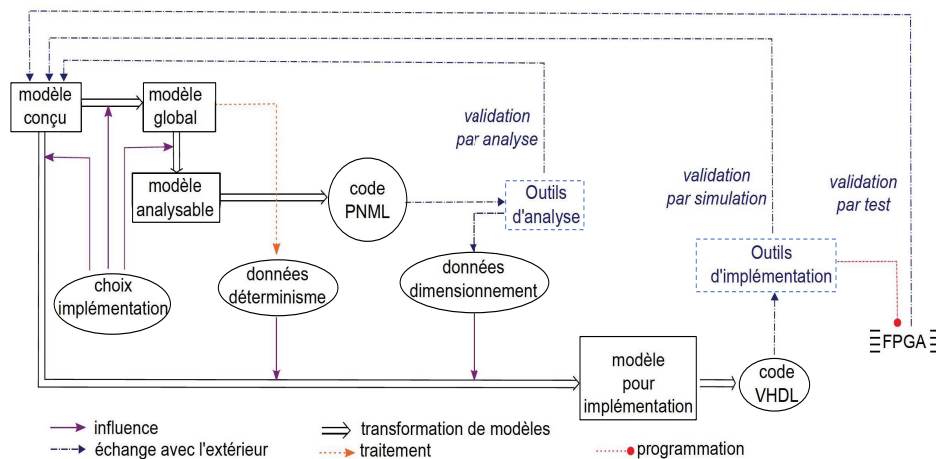 modèle
conçu
modèle
global
validation
par analyse
modèle
analysable
code
PNML
Outils
d'analyse
validation
par simulation
validation
par test
choix
implémentation
données
déterminisme
données
dimensionnement
Outils
d'implémentation
FPGA
modèle
pour
implémentation
code
VHDL
influence
transformation de modèles
échange avec l'extérieur
traitement
programmation